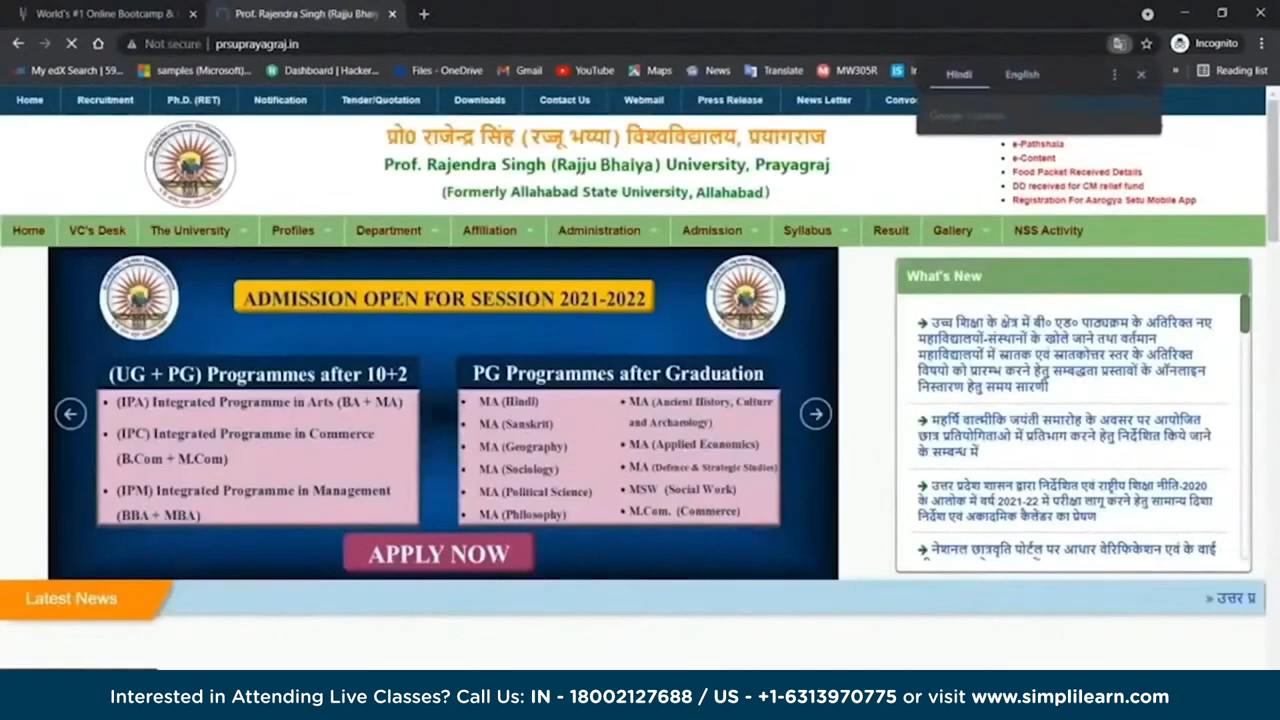 World's #1 Online Bootcamp &
Prof. Rajendra Singh (Rajju Bhaiy
Not secure | prsuprayagraj.in
Incognito
My edX Search | 59...
samples (Microsoft)...
Dashboard | Hacker...
Files - OneDrive
Gmail
YouTube
Maps
News
Translate
MW305R
Reading list
Hindi
English
Home
Recruitment
Ph.D. (RET)
Notification
Tender/Quotation
Downloads
Contact Us
Webmail
Press Release
News Letter
Convo
प्रो0 राजेन्द्र सिंह (रज्जू भय्या) विश्वविद्यालय, प्रयागराज
Prof. Rajendra Singh (Rajju Bhaiya) University, Prayagraj
(Formerly Allahabad State University, Allahabad)
e-Pathshala
e-Content
Food Packet Received Details
DD received for CM relief fund
Registration For Aarogya Setu Mobile App
Home
VC's Desk
The University
Profiles
Department
Affiliation
Administration
Admission
Syllabus
Result
Gallery
NSS Activity
ADMISSION OPEN FOR SESSION 2021-2022
(UG + PG) Programmes after 10+2
• (IPA) Integrated Programme in Arts (BA + MA)
• (IPC) Integrated Programme in Commerce
(B.Com + M.Com)
• (IPM) Integrated Programme in Management
(BBA + MBA)
PG Programmes after Graduation
• MA (Hindi)
• MA (Sanskrit)
• MA (Geography)
• MA (Sociology)
• MA (Political Science)
• MA (Philosophy)
• MA (Ancient History, Culture
and Archaeology)
• MA (Applied Economics)
• MA (Defence & Strategic Studies)
• MSW (Social Work)
• M.Com. (Commerce)
APPLY NOW
What's New
उच्च शिक्षा के क्षेत्र में बी० एड० पाठ्यक्रम के अतिरिक्त नए
महाविद्यालयों-संस्थानों के खोले जाने तथा वर्तमान
महाविद्यालयों में स्नातक एवं स्नातकोत्तर स्तर के अतिरिक्त
विषयो को प्रारम्भ करने हेतु सम्बद्धता प्रस्तावों के ऑनलाइन
निस्तारण हेतु समय सारणी
महर्षि वाल्मीकि जयंती समारोह के अवसर पर आयोजित
छात्र प्रतियोगिताओ में प्रतिभाग करने हेतु निर्देशित किये जाने
के सम्बन्ध में
उत्तर प्रदेश शासन द्वारा निर्देशित एवं राष्ट्रीय शिक्षा नीति-2020
के आलोक में वर्ष 2021-22 में परीक्षा लागू करने हेतु सामान्य दिशा
निर्देश एवं अकादमिक कैलेंडर का प्रेषण
नेशनल छात्रवृति पोर्टल पर आधार वेरिफिकेशन एवं के वाई
Latest News
» उत्तर प्र
Interested in Attending Live Classes? Call Us: IN - 18002127688 / US - +1-6313970775 or visit www.simplilearn.com